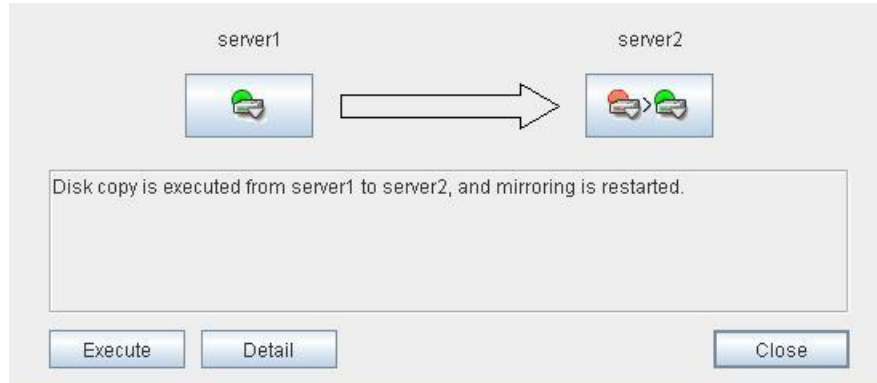 server1 server2
>
Disk copy is executed from server1 to server2, and mirroring is restarted.
Execute Detail Close